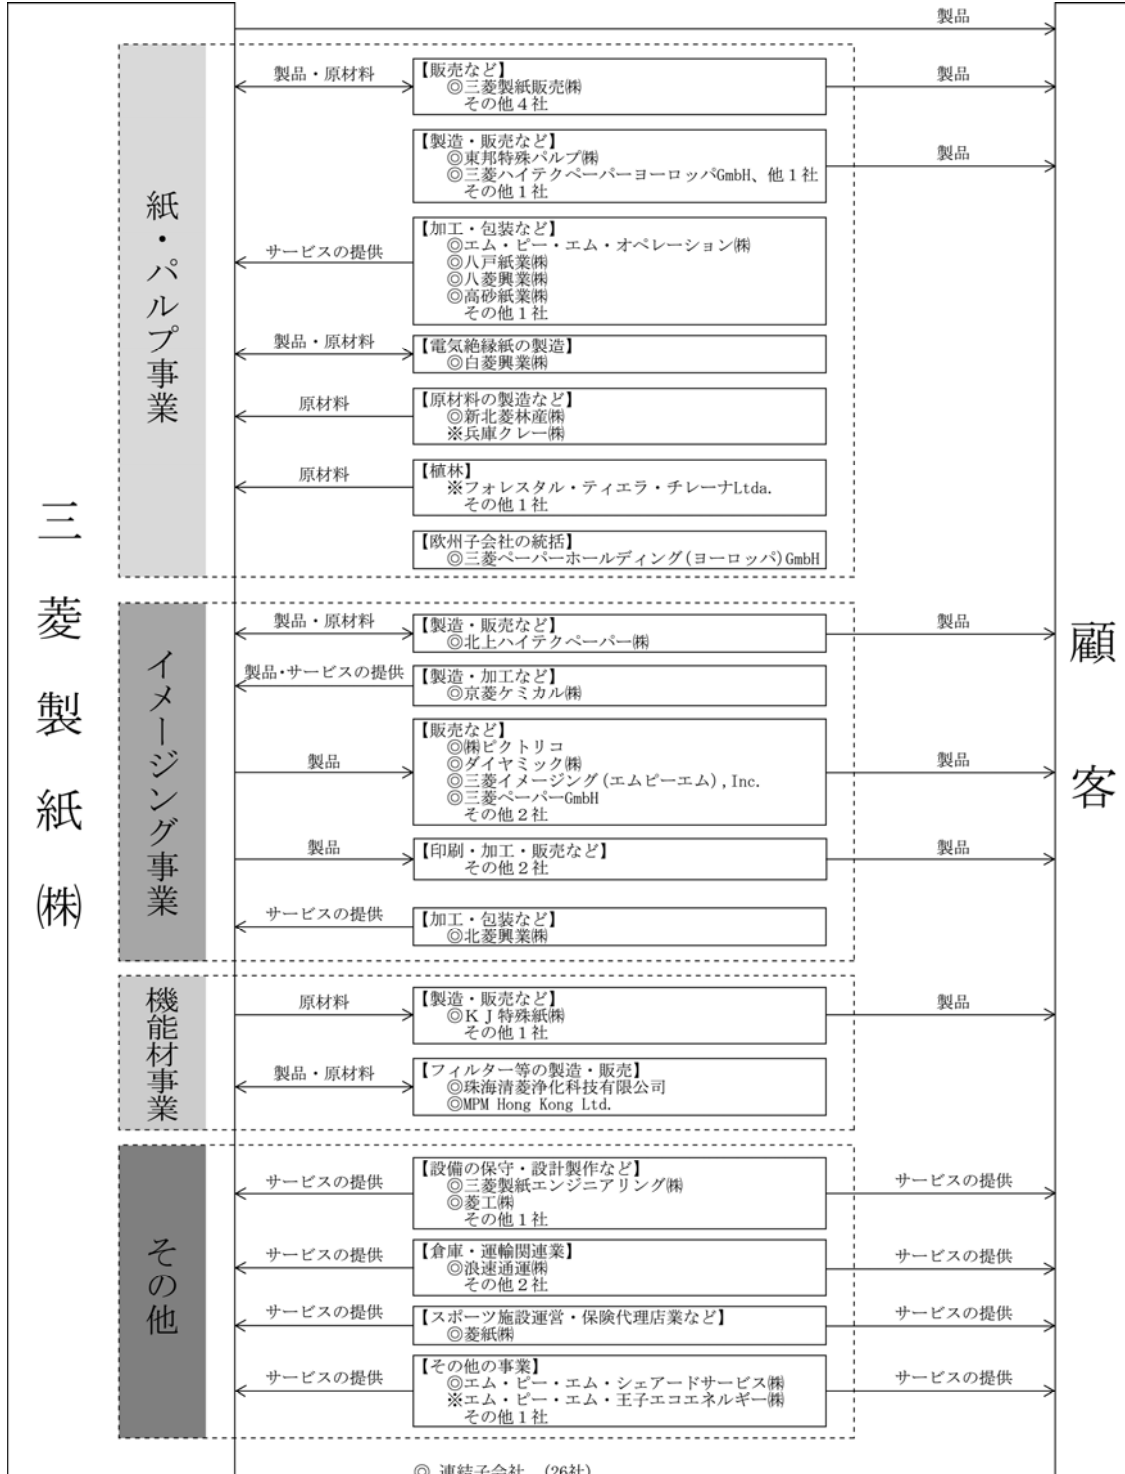 製品
三菱製紙㈱
顧客
紙・パルプ事業
製品・原材料
【販売など】
◎三菱製紙販売㈱
その他４社
製品
【製造・販売など】
◎東邦特殊パルプ㈱
◎三菱ハイテクペーパーヨーロッパGmbH、他１社
その他１社
製品
サービスの提供
【加工・包装など】
◎エム・ピー・エム・オペレーション㈱
◎八戸紙業㈱
◎八菱興業㈱
◎高砂紙業㈱
その他１社
製品・原材料
【電気絶縁紙の製造】
◎白菱興業㈱
原材料
【原材料の製造など】
◎新北菱林産㈱
※兵庫クレー㈱
原材料
【植林】
※フォレスタル・ティエラ・チレーナLtda.
その他１社
【欧州子会社の統括】
◎三菱ペーパーホールディング(ヨーロッパ)GmbH
イメージング事業
製品・原材料
【製造・販売など】
◎北上ハイテクペーパー㈱
製品
製品・サービスの提供
【製造・加工など】
◎京菱ケミカル㈱
製品
【販売など】
◎㈱ピクトリコ
◎ダイヤミック㈱
◎三菱イメージング(エムピーエム),Inc.
◎三菱ペーパーGmbH
その他２社
製品
製品
【印刷・加工・販売など】
その他２社
製品
サービスの提供
【加工・包装など】
◎北菱興業㈱
機能材事業
原材料
【製造・販売など】
◎ＫＪ特殊紙㈱
その他１社
製品
製品・原材料
【フィルター等の製造・販売】
◎珠海清菱浄化科技有限公司
◎MPM Hong Kong Ltd.
その他
サービスの提供
【設備の保守・設計製作など】
◎三菱製紙エンジニアリング㈱
◎菱工㈱
その他１社
サービスの提供
サービスの提供
【倉庫・運輸関連業】
◎浪速通運㈱
その他２社
サービスの提供
サービスの提供
【スポーツ施設運営・保険代理店業など】
◎菱紙㈱
サービスの提供
サービスの提供
【その他の事業】
◎エム・ピー・エム・シェアードサービス㈱
※エム・ピー・エム・王子エコエネルギー㈱
その他１社
サービスの提供
◎ 連結子会社 (26社)